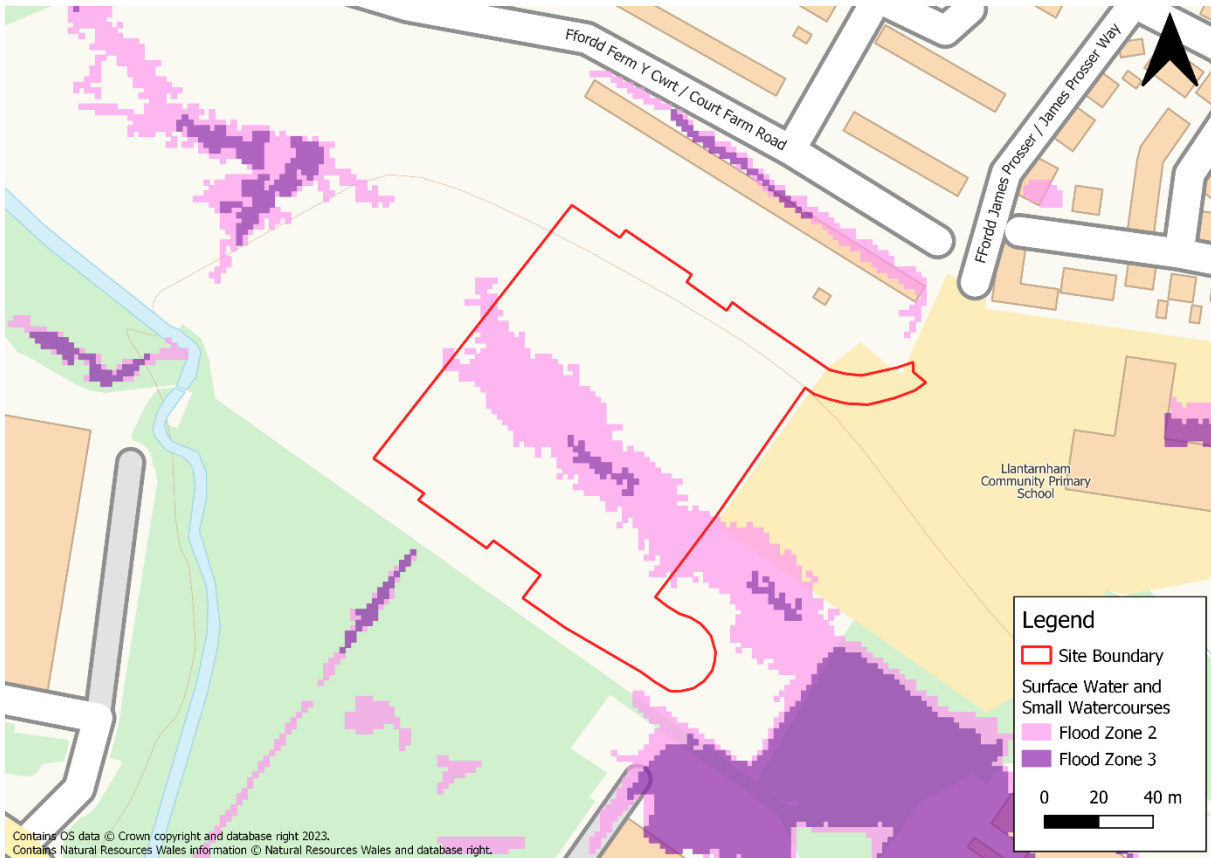 Ffordd Ferm Y Cwrt / Court Farm Road
FFordd James Prosser / James Prosser Way
Llantarnham
Community Primary
School
Legend
Site Boundary
Surface Water and
Small Watercourses
Flood Zone 2
Flood Zone 3
0 20 40 m
Contains OS data © Crown copyright and database right 2023.
Contains Natural Resources Wales information © Natural Resources Wales and database right.